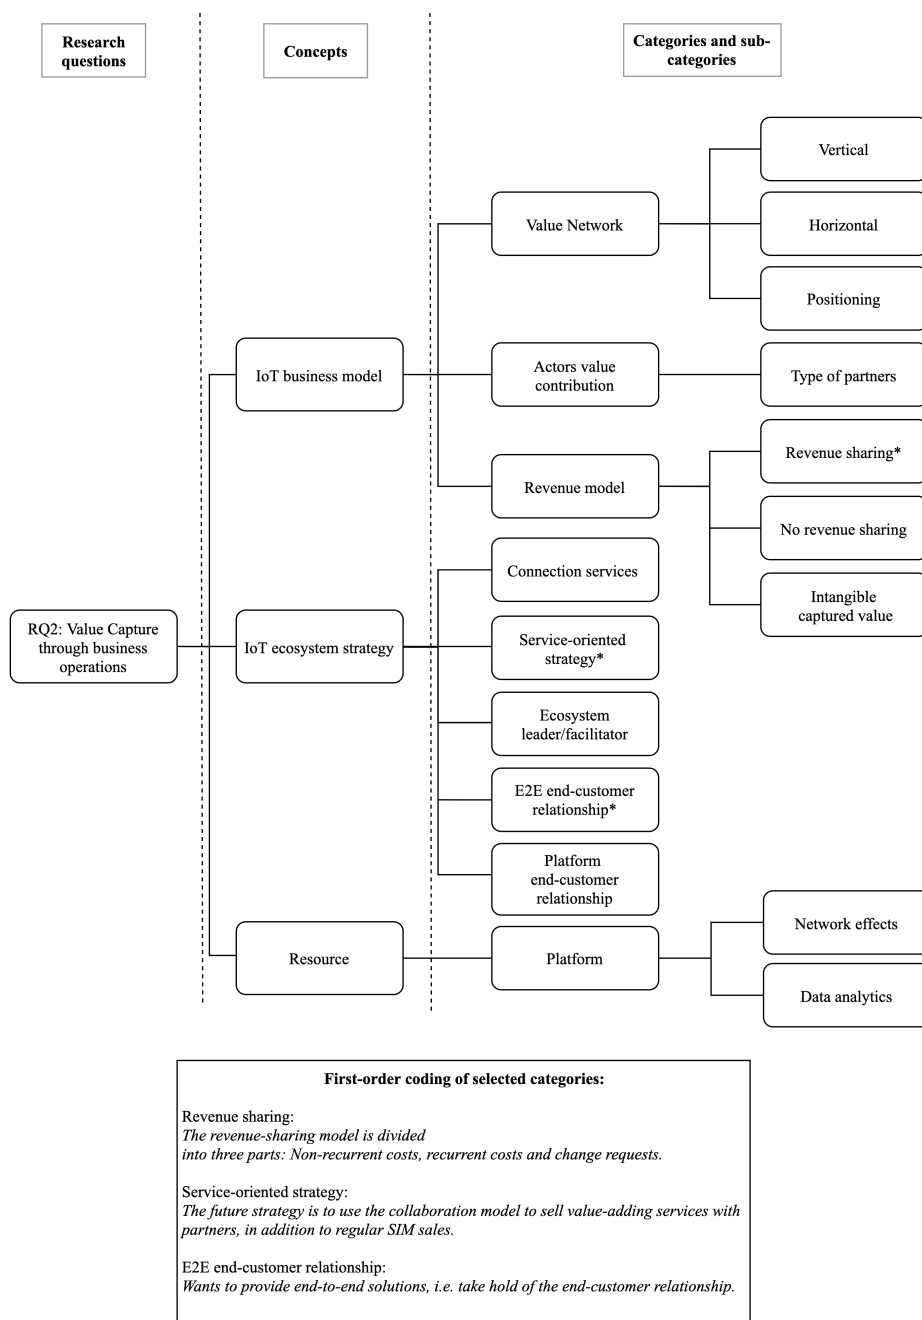 Research
questions
Concepts
Categories and sub-
categories
Vertical
Value Network
Horizontal
Positioning
IoT business model
Actors value
contribution
Type of partners
Revenue sharing*
Revenue model
No revenue sharing
Connection services
Intangible
captured value
RQ2: Value Capture
through business
operations
IoT ecosystem strategy
Service-oriented
strategy*
Ecosystem
leader/facilitator
E2E end-customer
relationship*
Platform
end-customer
relationship
Network effects
Resource
Platform
Data analytics
First-order coding of selected categories:
Revenue sharing:
The revenue-sharing model is divided
into three parts: Non-recurrent costs, recurrent costs and change requests.
Service-oriented strategy:
The future strategy is to use the collaboration model to sell value-adding services with
partners, in addition to regular SIM sales.
E2E end-customer relationship:
Wants to provide end-to-end solutions, i.e. take hold of the end-customer relationship.